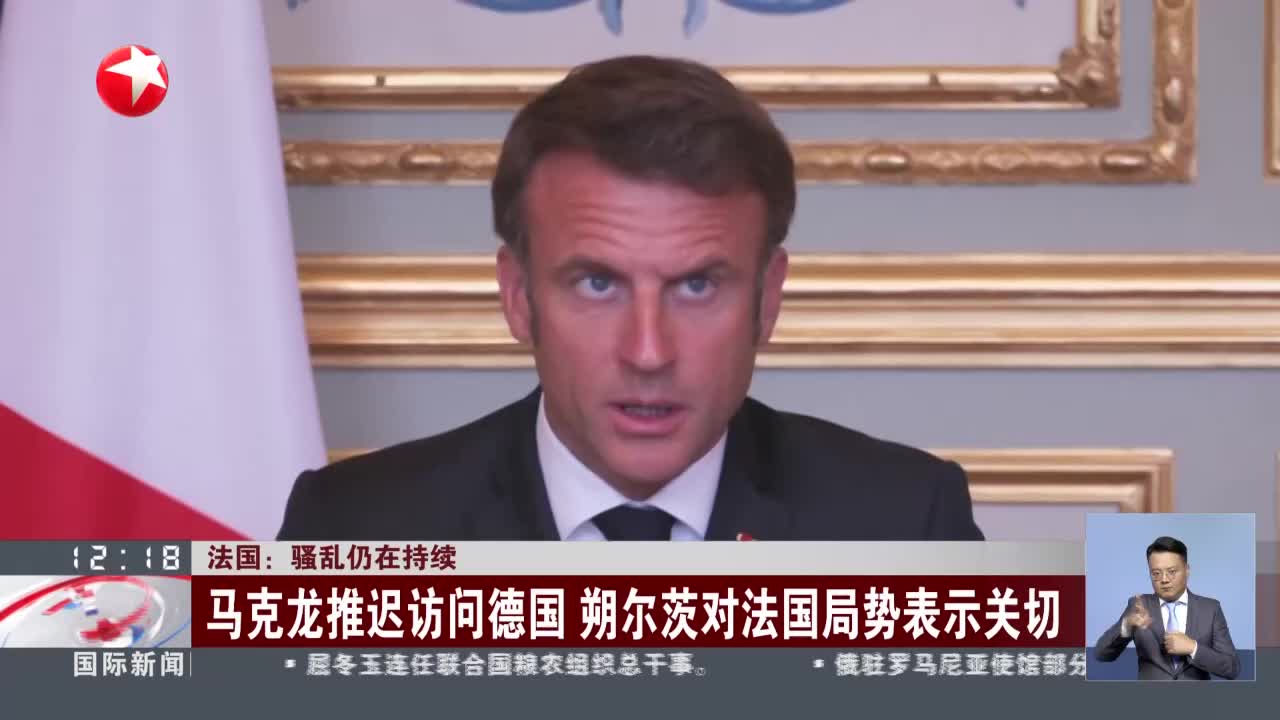 12:18
法国：骚乱仍在持续
马克龙推迟访问德国 朔尔茨对法国局势表示关切
国际新闻
• 屈冬玉连任联合国粮农组织总干事。 • 俄驻罗马尼亚使馆部分